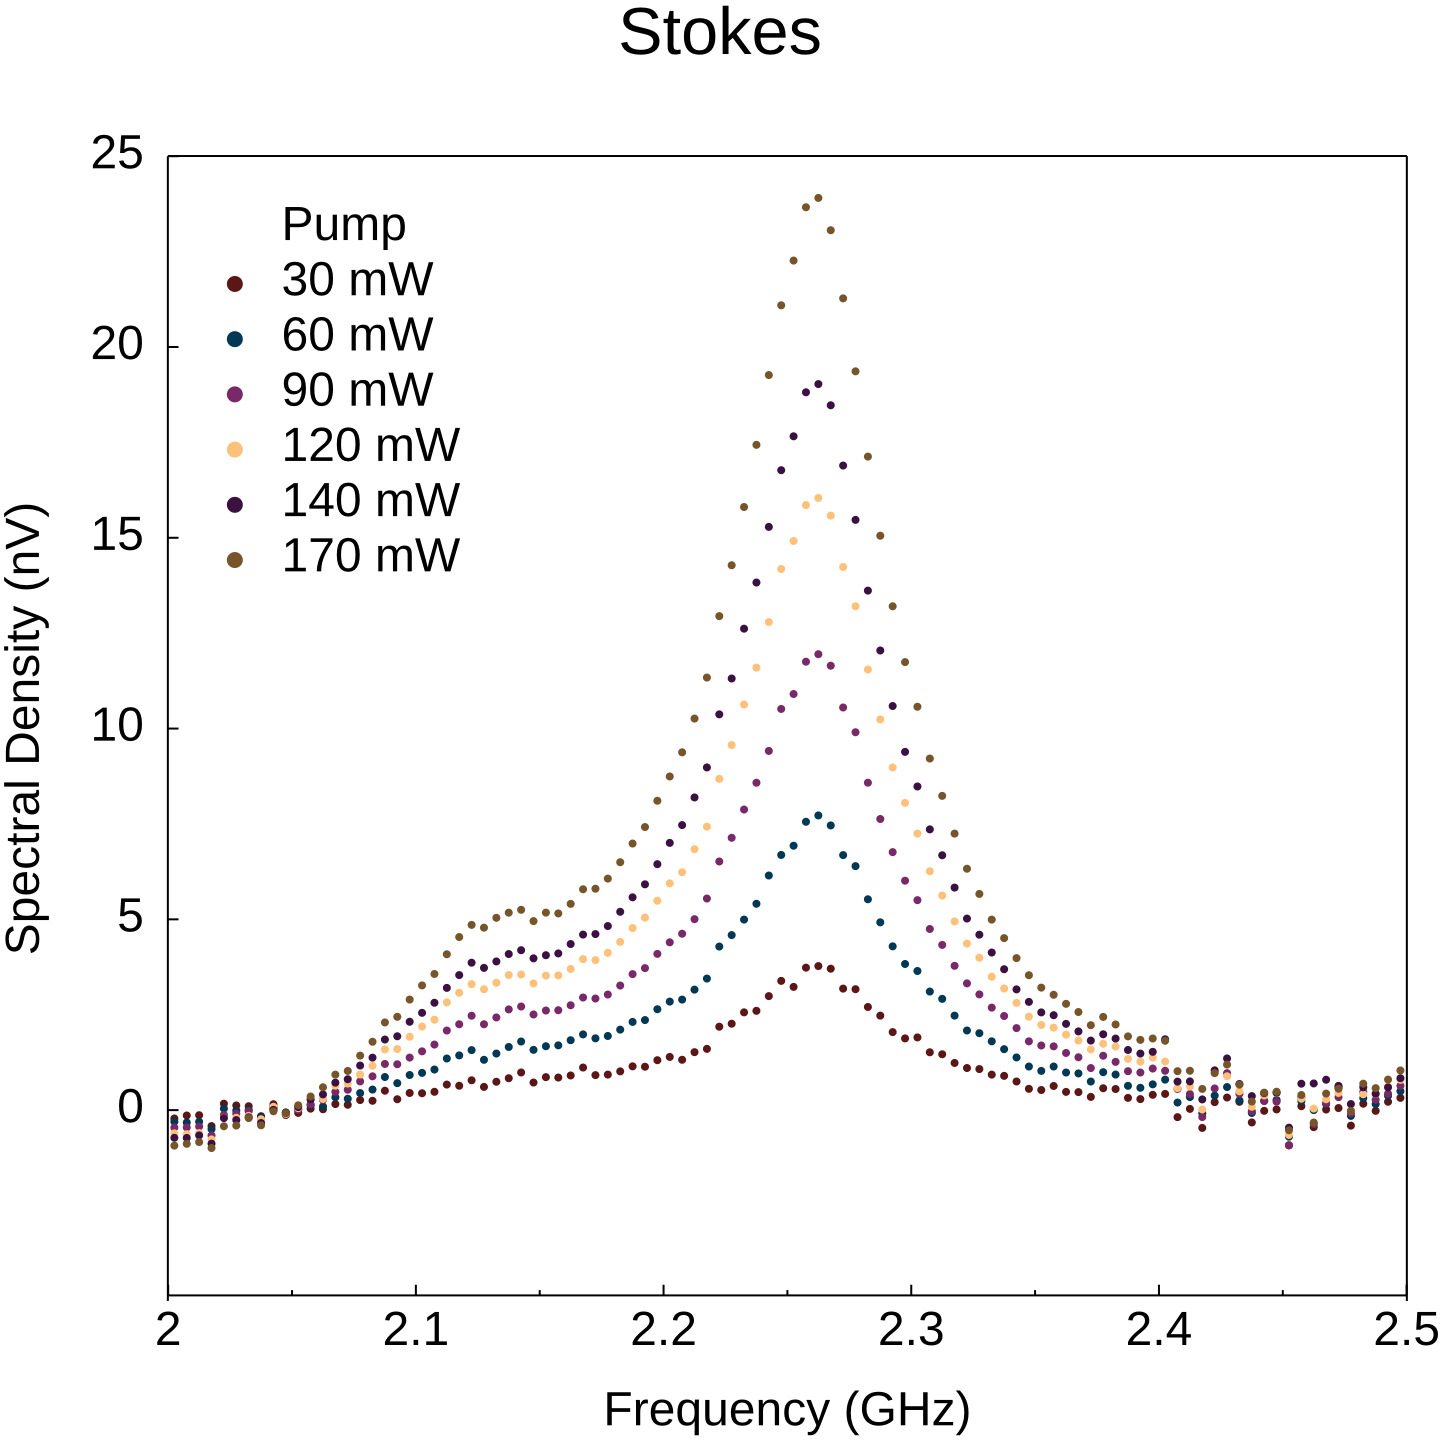 Stokes
25
20
15
10
5
0
Spectral Density (nV)
Pump
30 mW
60 mW
90 mW
120 mW
140 mW
170 mW
2 2.1 2.2 2.3 2.4 2.5
Frequency (GHz)